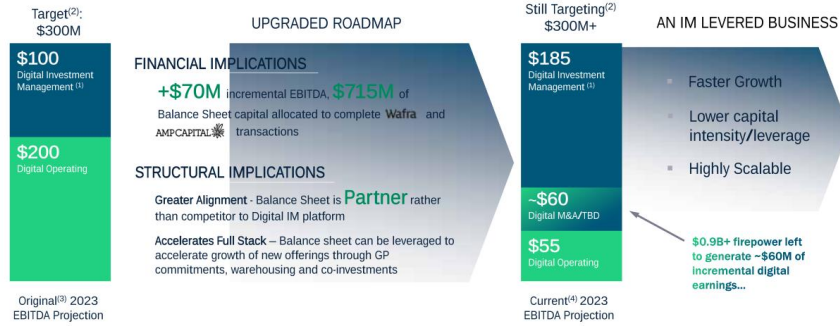 Target(2):
$300M
UPGRADED ROADMAP
Still Targeting(2)
$300M+
AN IM LEVERED BUSINESS
$100
Digital Investment
Management (1)
$200
Digital Operating
Original(3) 2023
EBITDA Projection
FINANCIAL IMPLICATIONS
+$70M incremental EBITDA, $715M of
Balance Sheet capital allocated to complete Wafra and
AMPCAPITAL transactions
STRUCTURAL IMPLICATIONS
Greater Alignment - Balance Sheet is Partner rather
than competitor to Digital IM platform
Accelerates Full Stack – Balance sheet can be leveraged to
accelerate growth of new offerings through GP
commitments, warehousing and co-investments
$185
Digital Investment
Management (1)
~$60
Digital M&A/TBD
$55
Digital Operating
Current(4) 2023
EBITDA Projection
Faster Growth
Lower capital
intensity/leverage
Highly Scalable
$0.9B+ firepower left
to generate ~$60M of
incremental digital
earnings...